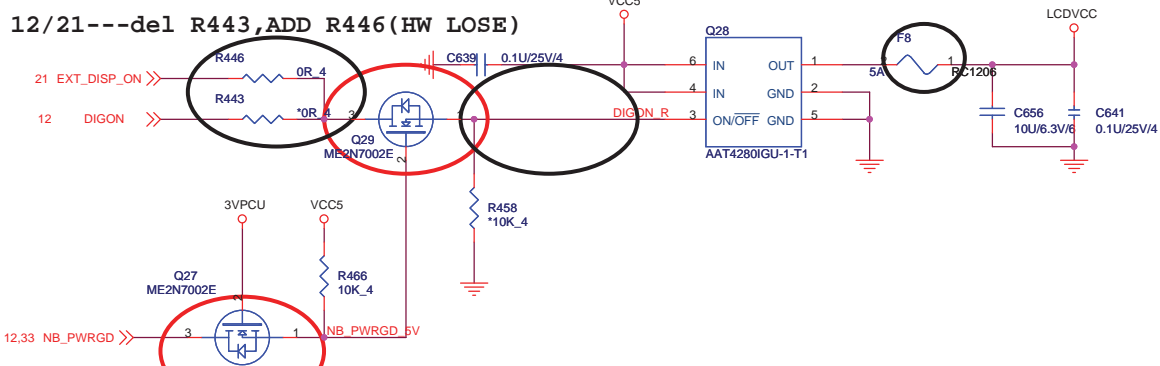 12/21---del R443,ADD R446(HW LOSE)
VCC5
LCDVCC
R446
0R_4
21 EXT_DISP_ON
R443
*0R_4
12 DIGON
3
1
Q29
ME2N7002E
2
C639 0.1U/25V/4
DIGON_R
Q28
6 IN OUT 1
4 IN GND 2
3 ON/OFF GND 5
AAT4280IGU-1-T1
F8
2 1
5A RC1206
C656
10U/6.3V/6
C641
0.1U/25V/4
R458
*10K_4
3VPCU
VCC5
Q27
ME2N7002E
2
R466
10K_4
12,33 NB_PWRGD
3 1
NB_PWRGD_5V